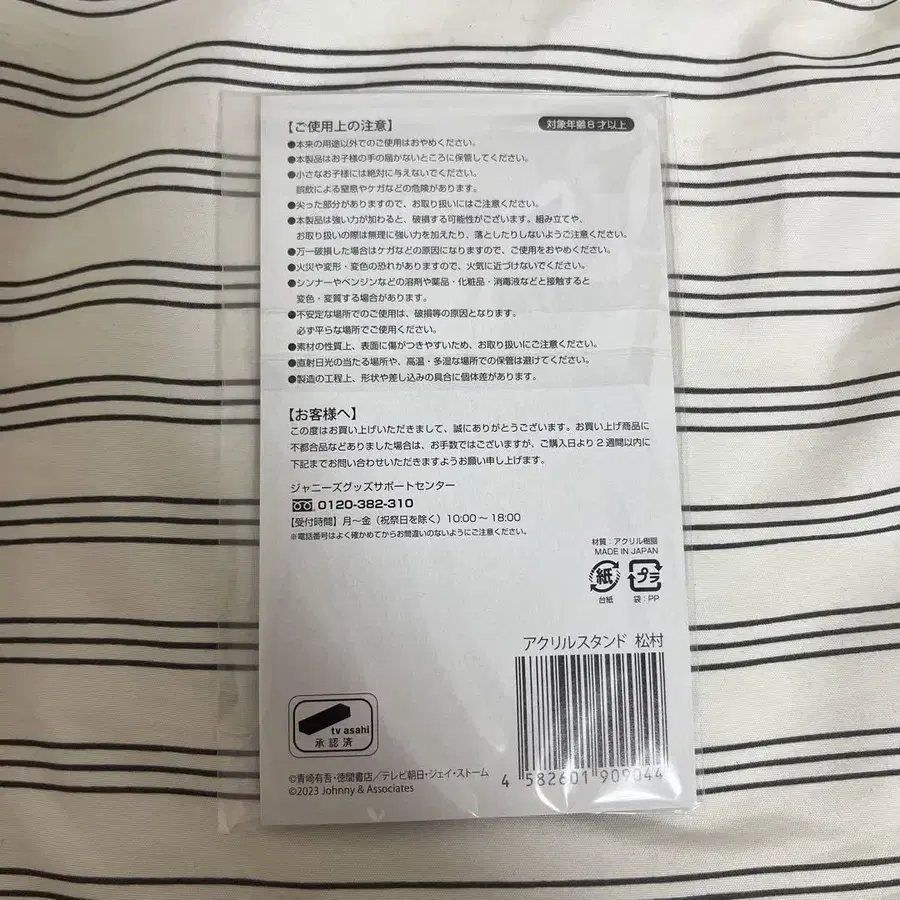 【ご使用上の注意】
対象年齢8才以上
●本来の用途以外でのご使用はおやめください。
●本製品はお子様の手の届かないところに保管してください。
●小さなお子様には絶対に与えないでください。
誤飲による窒息やケガなどの危険があります。
●尖った部分がありますので、お取り扱いにはご注意ください。
●本製品は強い力が加わると、破損する可能性がございます。組み立てや、
お取り扱いの際は無理に強い力を加えたり、落としたりしないようご注意ください。
●万一破損した場合はケガなどの原因になりますので、ご使用をおやめください。
●火災や変形・変色の恐れがありますので、火気に近づけないでください。
●シンナーやベンジンなどの溶剤や薬品・化粧品・消毒液などと接触すると
変色・変質する場合があります。
●不安定な場所でのご使用は、破損等の原因となります。
必ず平らな場所でご使用ください。
●素材の性質上、表面に傷がつきやすいため、お取り扱いにご注意ください。
●直射日光の当たる場所や、高温・多湿な場所での保管は避けてください。
●製造の工程上、形状や差し込みの具合に個体差があります。
【お客様へ】
この度はお買い上げいただきまして、誠にありがとうございます。お買い上げ商品に
不都合品などありました場合は、お手数ではございますが、ご購入日より2週間以内に
下記までお問い合わせいただきますようお願い申し上げます。
ジャニーズグッズサポートセンター
0120-382-310
【受付時間】月～金（祝祭日を除く）10:00～18:00
※電話番号はよく確かめてからお間違いのないようにご注意ください。
材質：アクリル樹脂
MADE IN JAPAN
紙 プラ
台紙 袋：PP
アクリルスタンド 松村
tv asahi
承認済
4 582601 909044
©青崎有吾・徳間書店／テレビ朝日・ジェイ・ストーム
©2023 Johnny & Associates